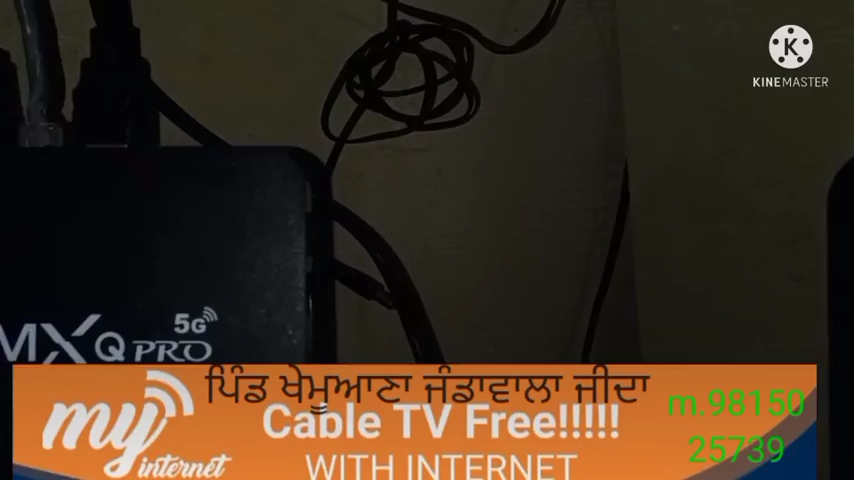 K
KINEMASTER
5G
MXQ PRO
ਪਿੰਡ ਖੇਮੂਆਣਾ ਜੰਡਾਵਾਲਾ ਜੀਦਾ
my internet
Cable TV Free!!!!!
WITH INTERNET
m.98150
25739